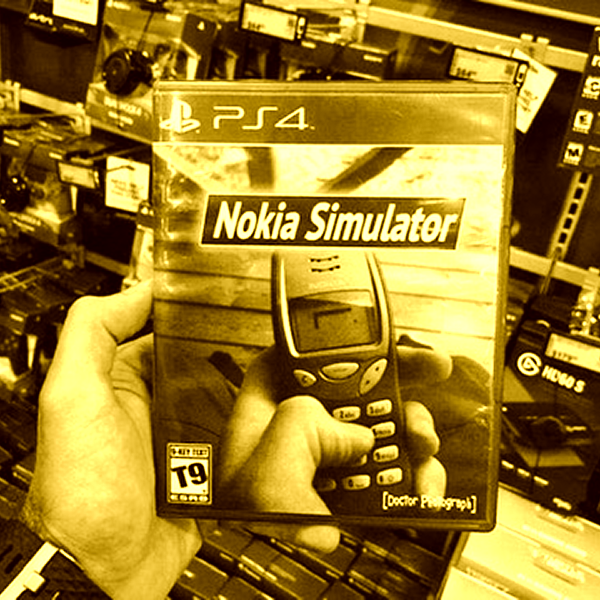 PS4
Nokia Simulator
9-KEY TEXT
T9
ESRB
[Doctor Photograph]
HD60 S